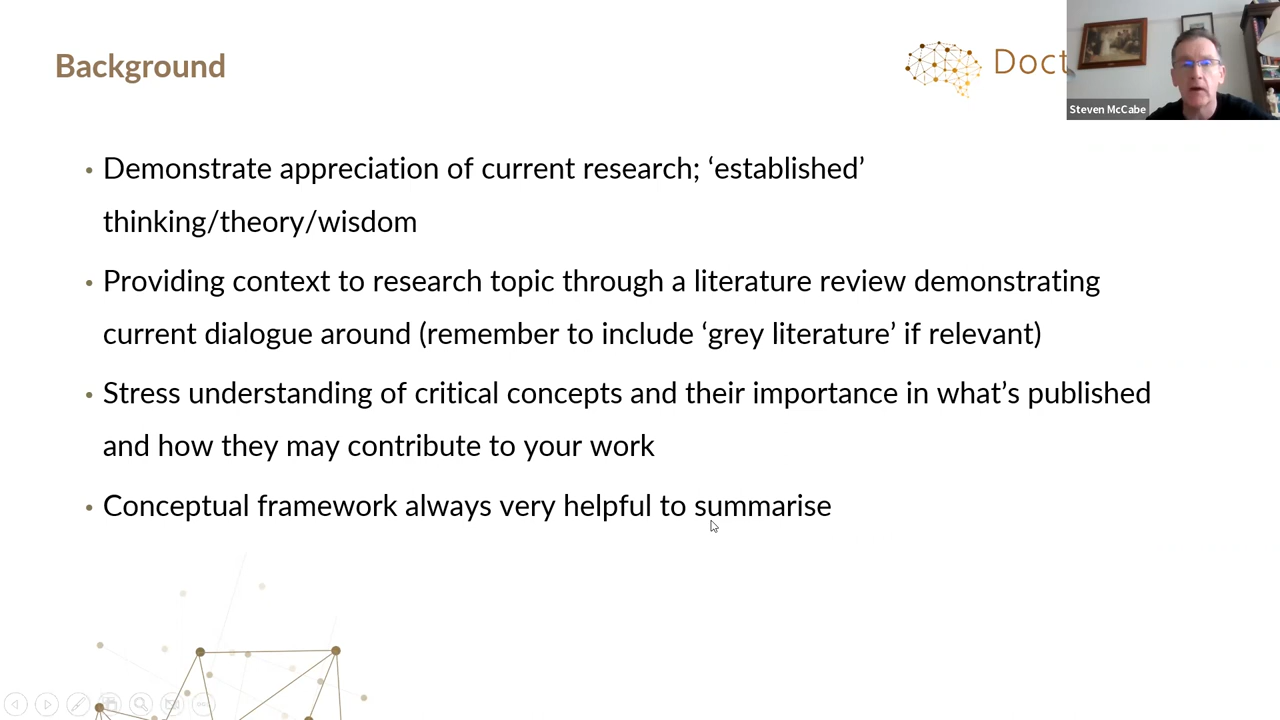 Background
Doct
Steven McCabe
• Demonstrate appreciation of current research; ‘established’
thinking/theory/wisdom
• Providing context to research topic through a literature review demonstrating
current dialogue around (remember to include ‘grey literature’ if relevant)
• Stress understanding of critical concepts and their importance in what’s published
and how they may contribute to your work
• Conceptual framework always very helpful to summarise